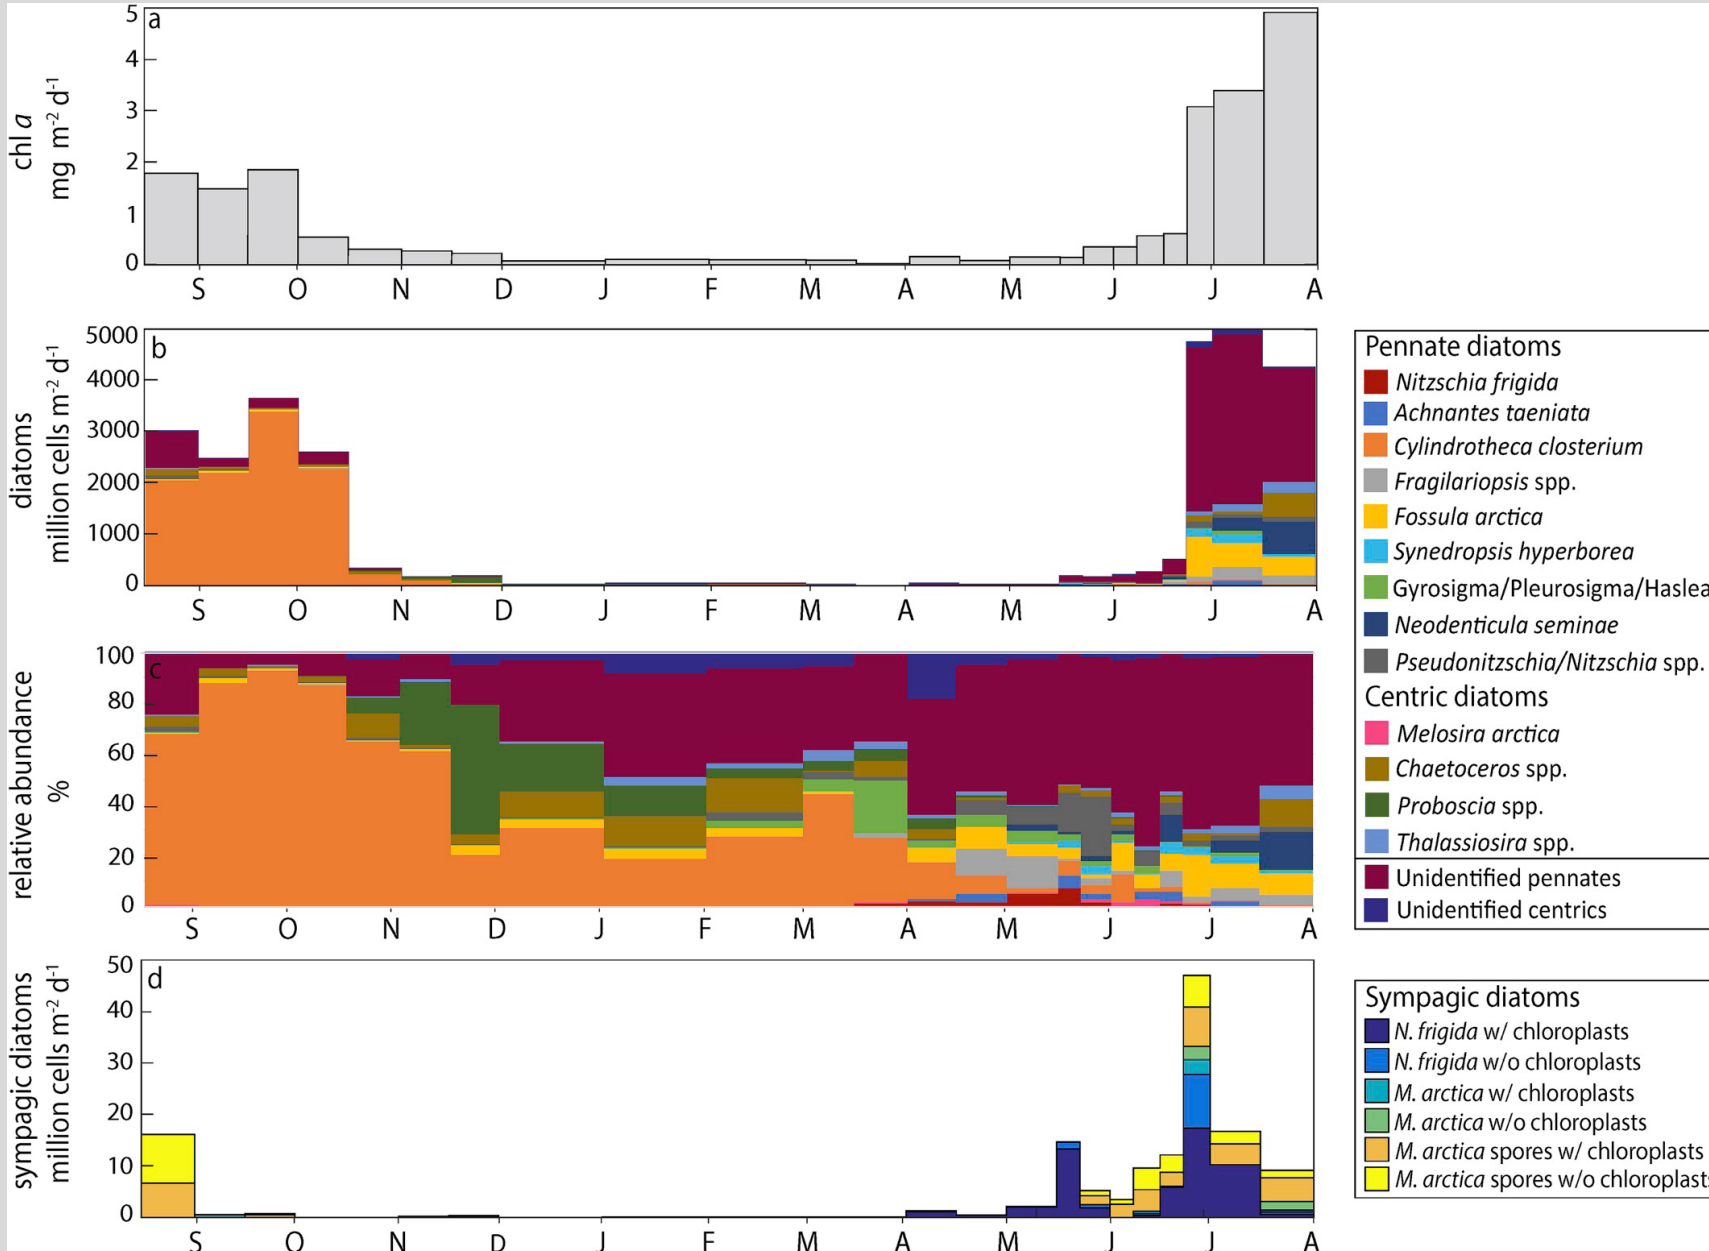 a
chl a
mg m-2 d-1
5
4
3
2
1
0
S O N D J F M A M J J A
b
diatoms
million cells m-2 d-1
5000
4000
3000
2000
1000
0
S O N D J F M A M J J A
Pennate diatoms
Nitzschia frigida
Achnantes taeniata
Cylindrotheca closterium
Fragilariopsis spp.
Fossula arctica
Synedropsis hyperborea
Gyrosigma/Pleurosigma/Haslea
Neodenticula seminae
Pseudonitzschia/Nitzschia spp.
Centric diatoms
Melosira arctica
Chaetoceros spp.
Proboscia spp.
Thalassiosira spp.
Unidentified pennates
Unidentified centrics
c
relative abundance
%
100
80
60
40
20
0
S O N D J F M A M J J A
d
sympagic diatoms
million cells m-2 d-1
50
40
30
20
10
0
S O N D J F M A M J J A
Sympagic diatoms
N. frigida w/ chloroplasts
N. frigida w/o chloroplasts
M. arctica w/ chloroplasts
M. arctica w/o chloroplasts
M. arctica spores w/ chloroplasts
M. arctica spores w/o chloroplasts